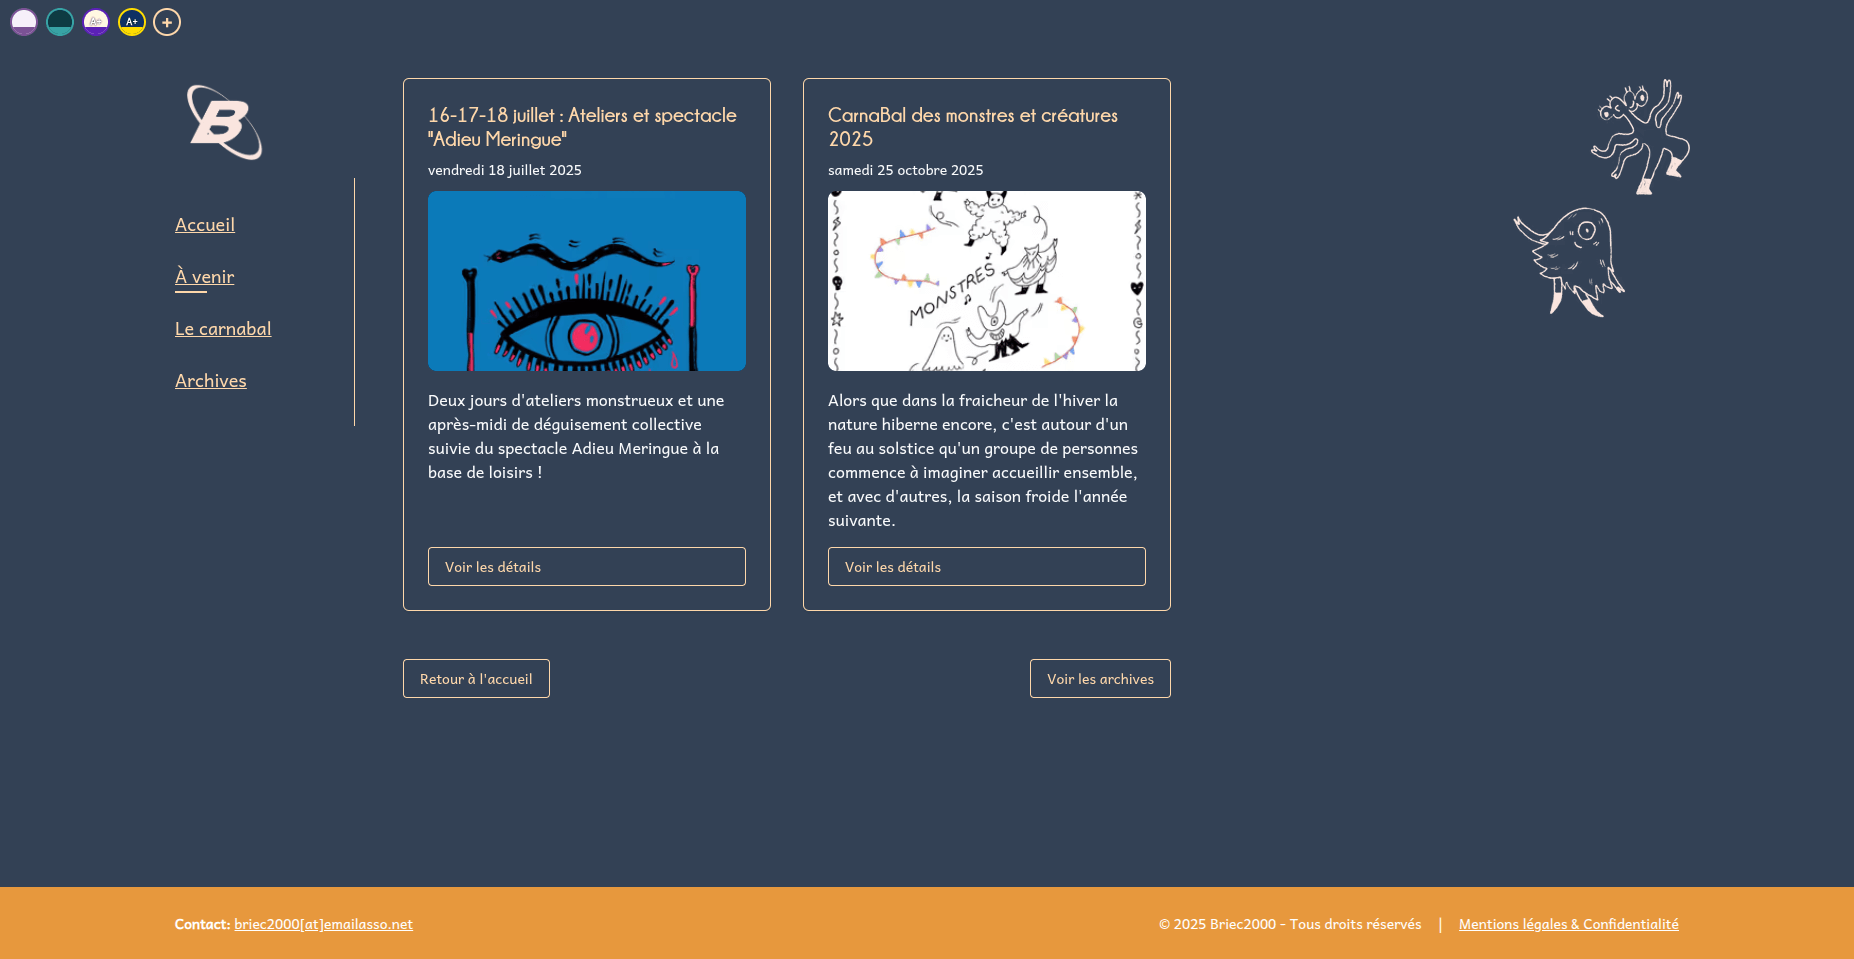 A+
A+
+
B
Accueil
À venir
Le carnabal
Archives
16-17-18 juillet : Ateliers et spectacle
"Adieu Meringue"
vendredi 18 juillet 2025
Deux jours d'ateliers monstrueux et une
après-midi de déguisement collective
suivie du spectacle Adieu Meringue à la
base de loisirs !
Voir les détails
CarnaBal des monstres et créatures
2025
samedi 25 octobre 2025
MONSTRES
Alors que dans la fraicheur de l'hiver la
nature hiberne encore, c'est autour d'un
feu au solstice qu'un groupe de personnes
commence à imaginer accueillir ensemble,
et avec d'autres, la saison froide l'année
suivante.
Voir les détails
Retour à l'accueil
Voir les archives
Contact: briec2000[at]emailasso.net
© 2025 Briec2000 - Tous droits réservés | Mentions légales & Confidentialité